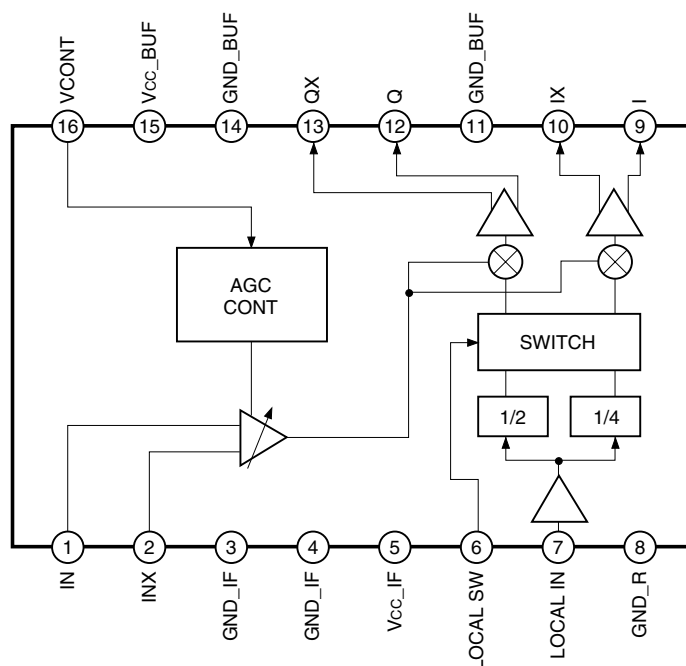 VCONT
VCC_BUF
GND_BUF
QX
Q
GND_BUF
IX
I
16
15
14
13
12
11
10
9
AGC
CONT
SWITCH
1/2
1/4
1
2
3
4
5
6
7
8
IN
INX
GND_IF
GND_IF
VCC_IF
LOCAL SW
LOCAL IN
GND_R